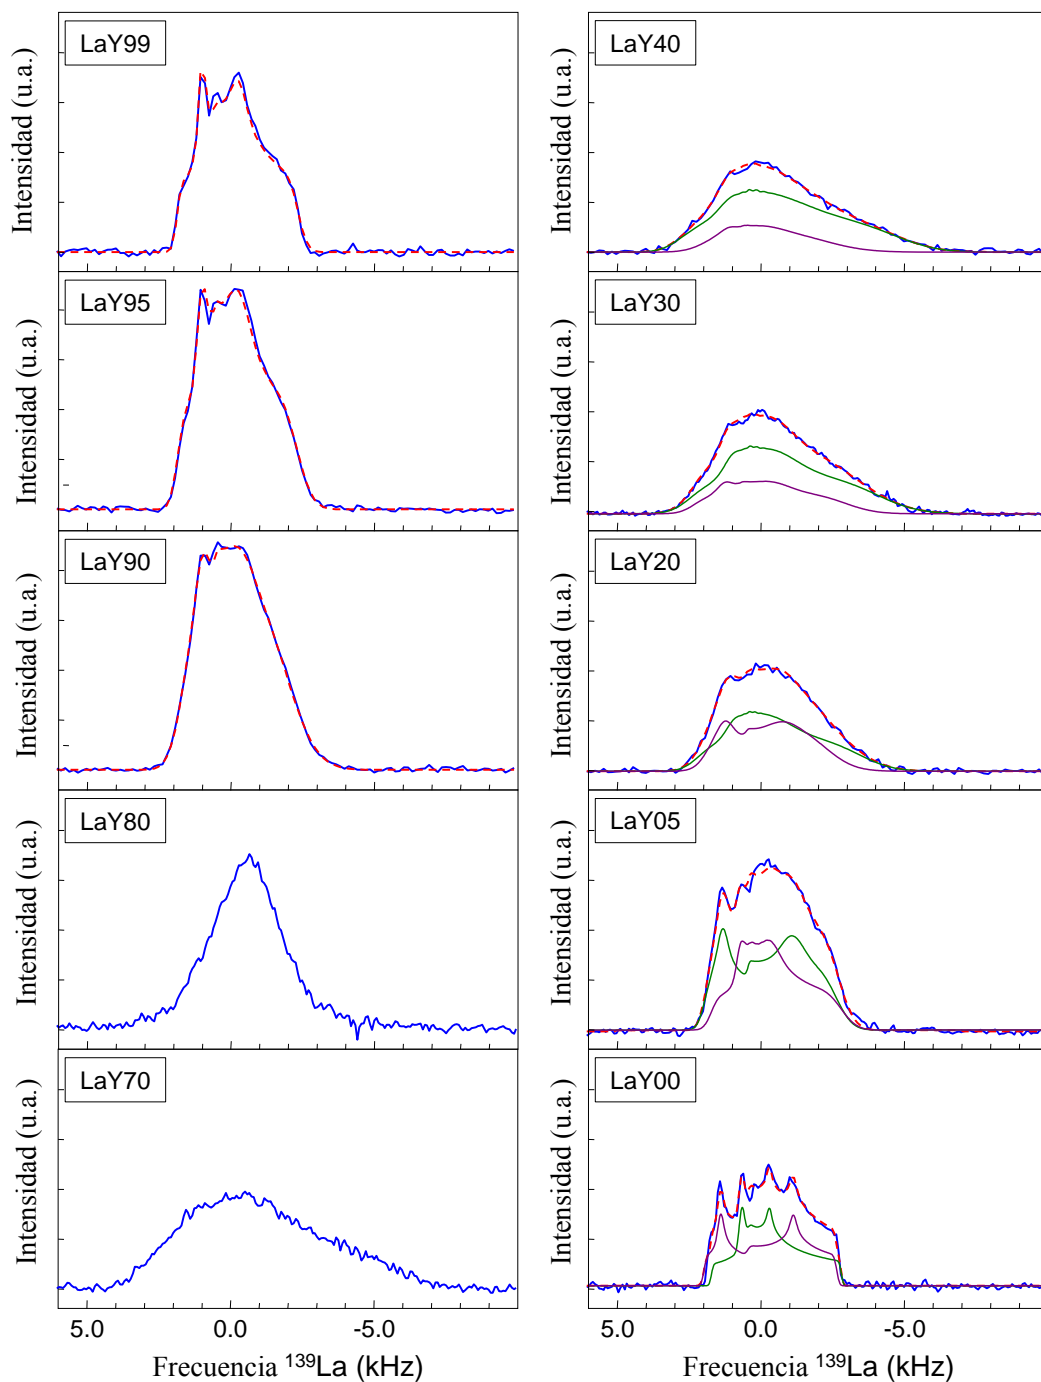 LaY99
Intensidad (u.a.)
LaY95
Intensidad (u.a.)
LaY90
Intensidad (u.a.)
LaY80
Intensidad (u.a.)
LaY70
Intensidad (u.a.)
5.0 0.0 -5.0
Frecuencia ¹³⁹La (kHz)
LaY40
Intensidad (u.a.)
LaY30
Intensidad (u.a.)
LaY20
Intensidad (u.a.)
LaY05
Intensidad (u.a.)
LaY00
Intensidad (u.a.)
5.0 0.0 -5.0
Frecuencia ¹³⁹La (kHz)